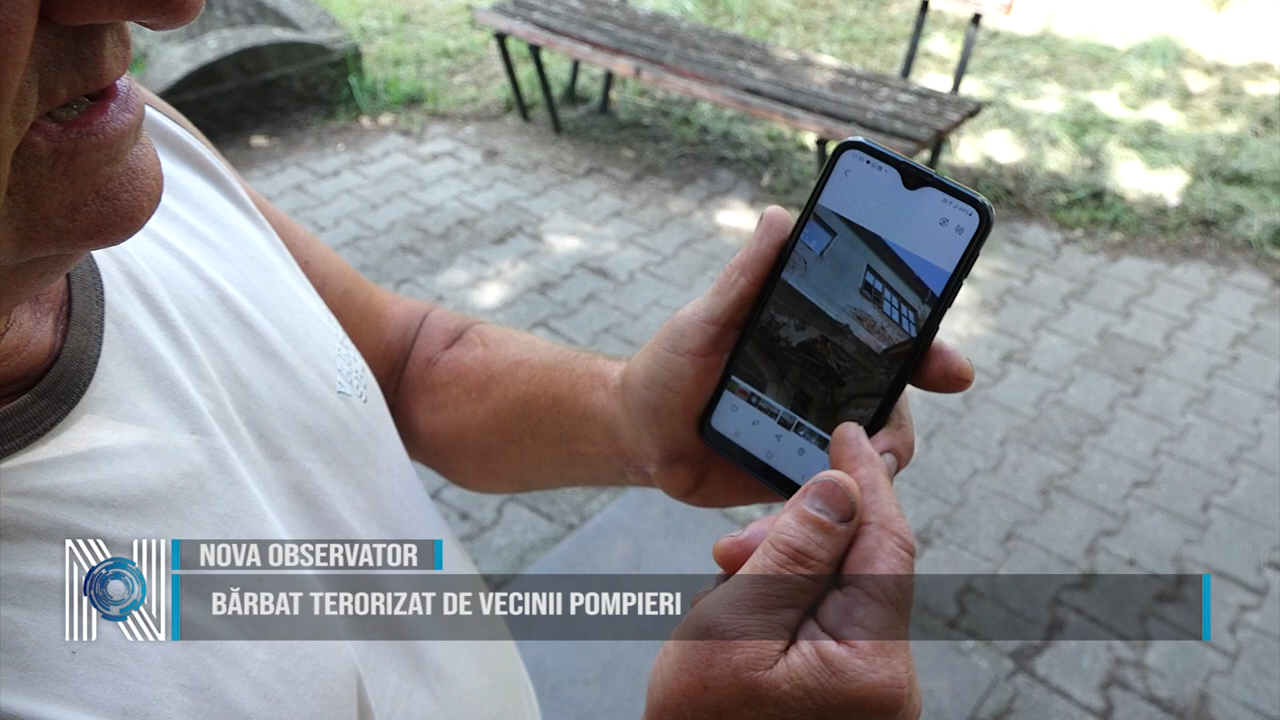 NOVA OBSERVATOR
BĂRBAT TERORIZAT DE VECINII POMPIERI